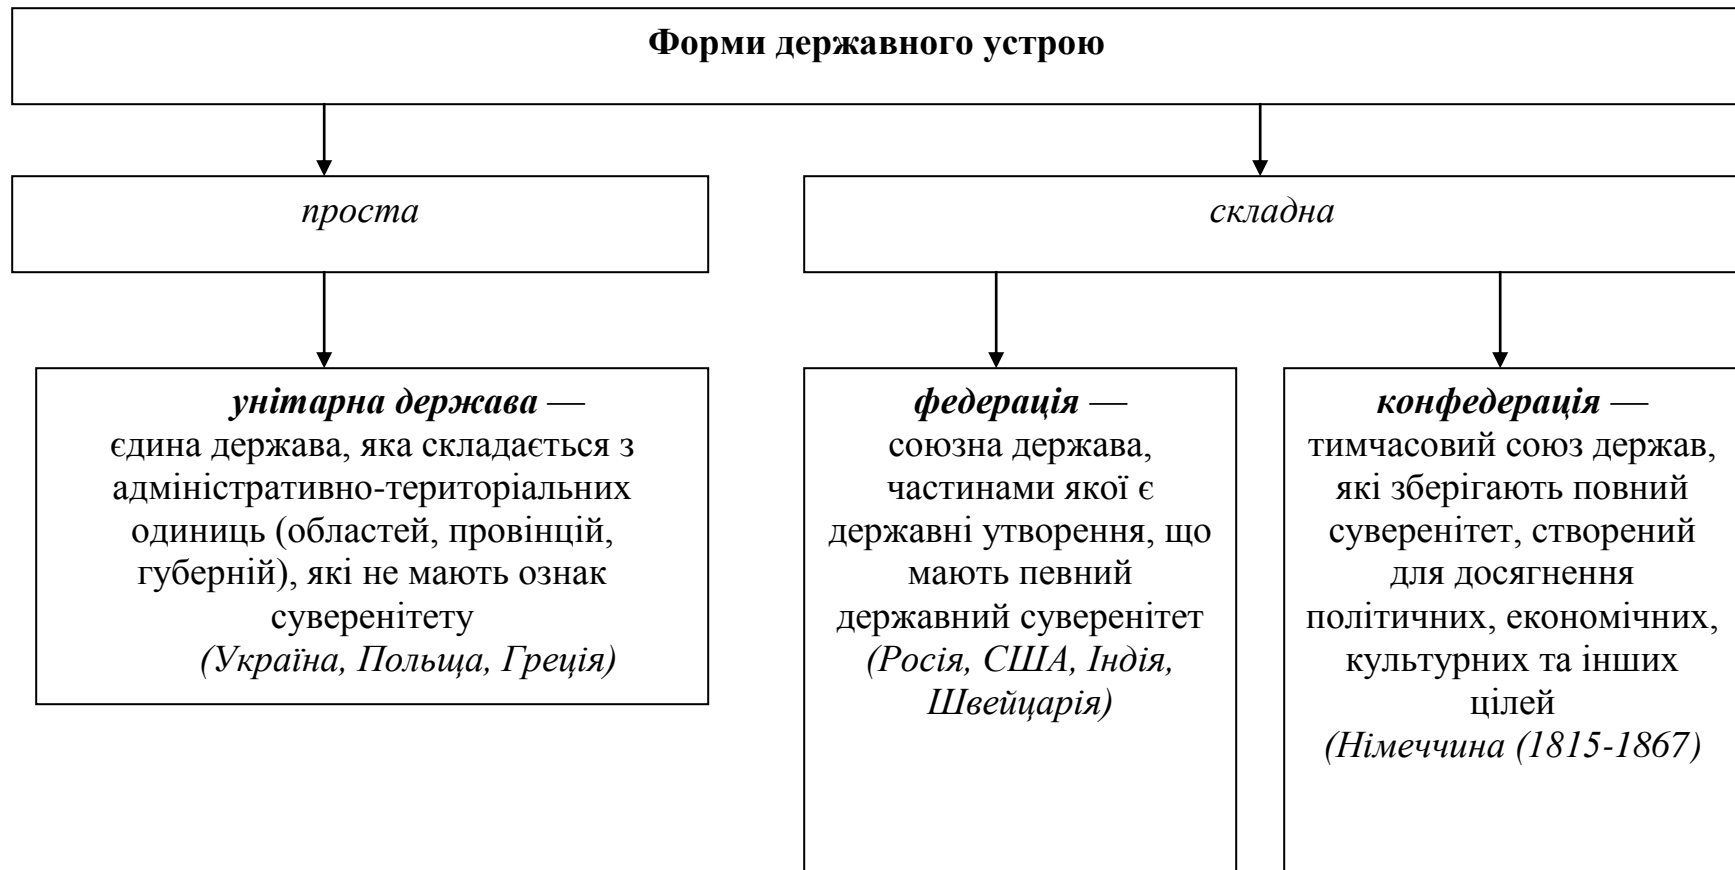 Форми державного устрою
проста
складна
унітарна держава —
єдина держава, яка складається з
адміністративно-територіальних
одиниць (областей, провінцій,
губерній), які не мають ознак
суверенітету
(Україна, Польща, Греція)
федерація —
союзна держава,
частинами якої є
державні утворення, що
мають певний
державний суверенітет
(Росія, США, Індія,
Швейцарія)
конфедерація —
тимчасовий союз держав,
які зберігають повний
суверенітет, створений
для досягнення
політичних, економічних,
культурних та інших
цілей
(Німеччина (1815-1867)